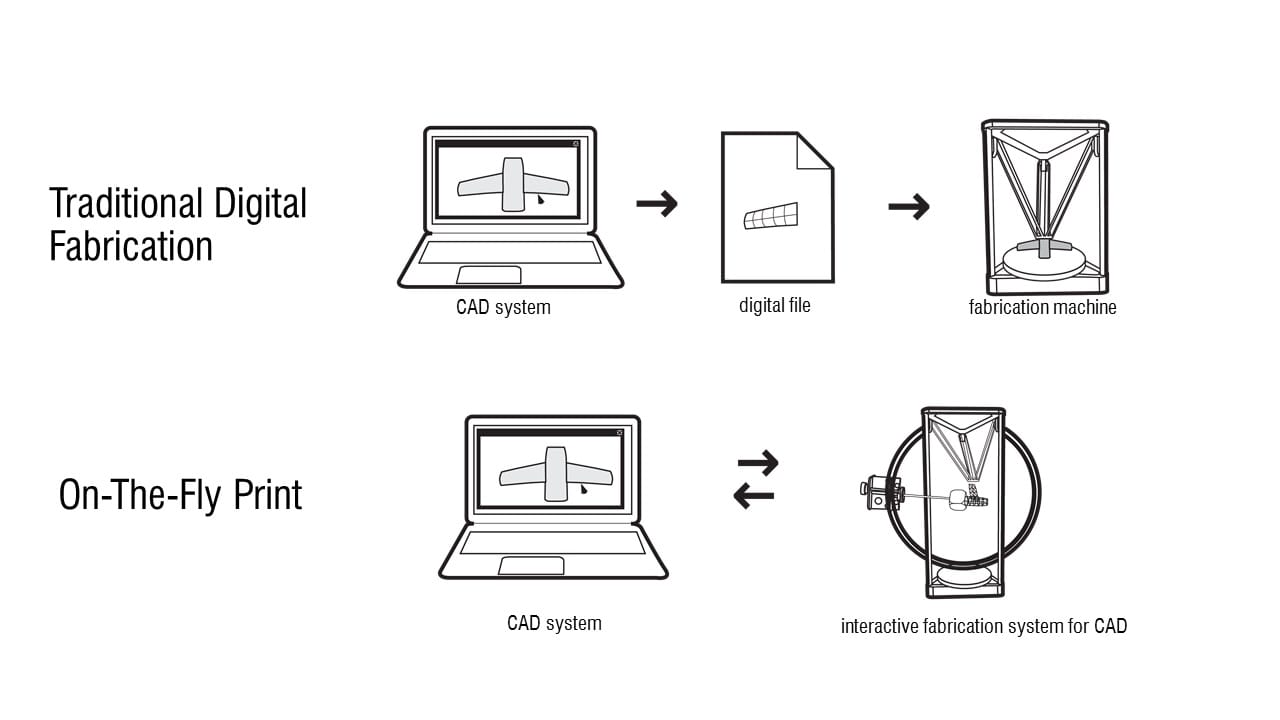 Traditional Digital
Fabrication
CAD system
digital file
fabrication machine
On-The-Fly Print
CAD system
interactive fabrication system for CAD